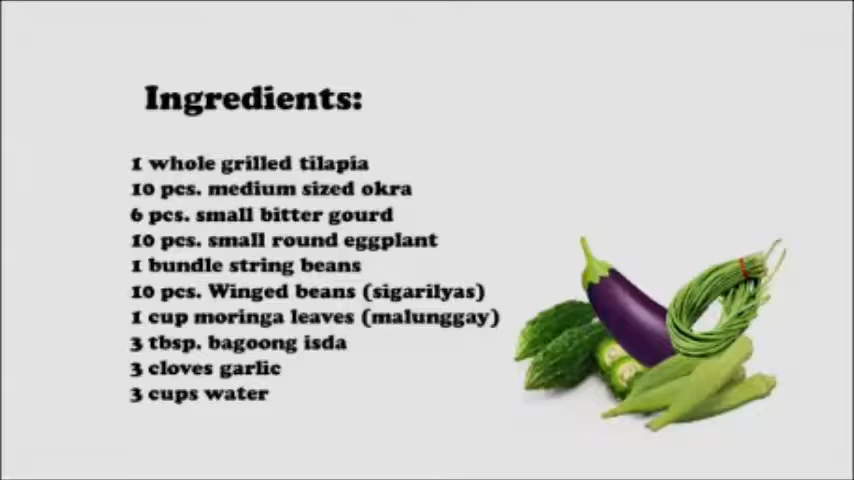 Ingredients:
1 whole grilled tilapia
10 pcs. medium sized okra
6 pcs. small bitter gourd
10 pcs. small round eggplant
1 bundle string beans
10 pcs. Winged beans (sigarilyas)
1 cup moringa leaves (malunggay)
3 tbsp. bagoong isda
3 cloves garlic
3 cups water